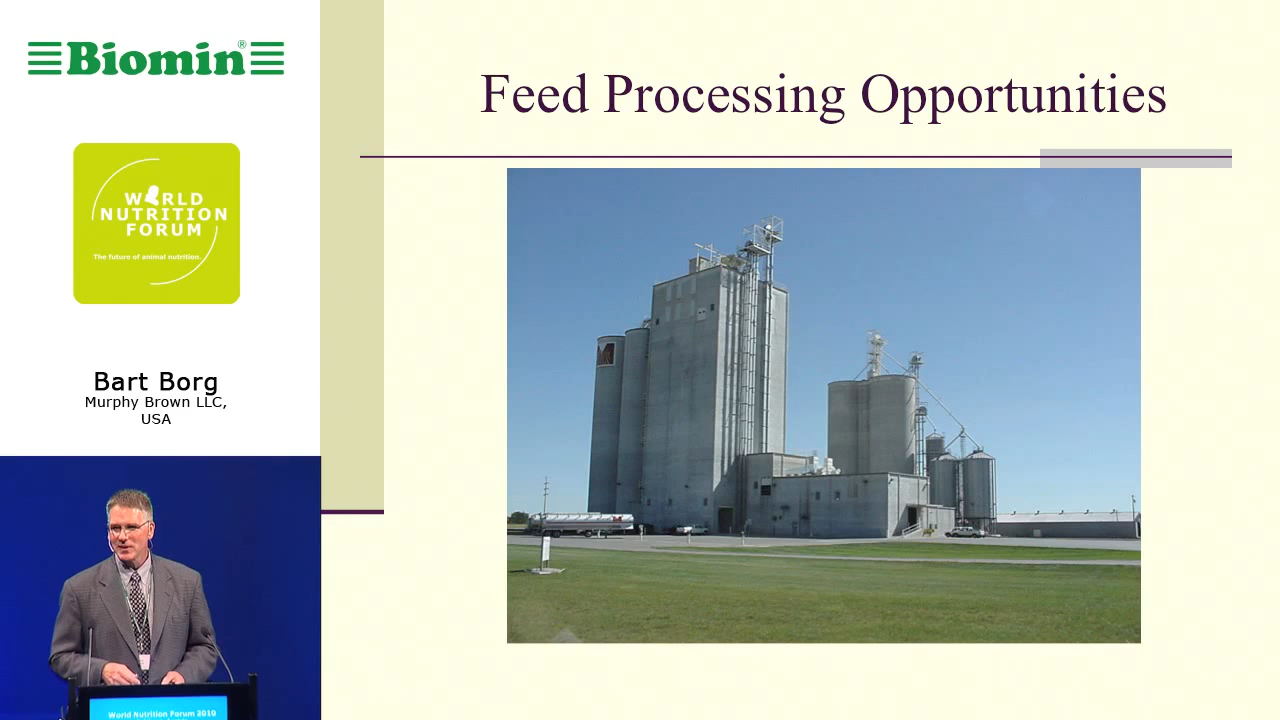 Biomin®
WORLD
NUTRITION
FORUM
The future of animal nutrition.
Bart Borg
Murphy Brown LLC,
USA
Feed Processing Opportunities
World Nutrition Forum 2010